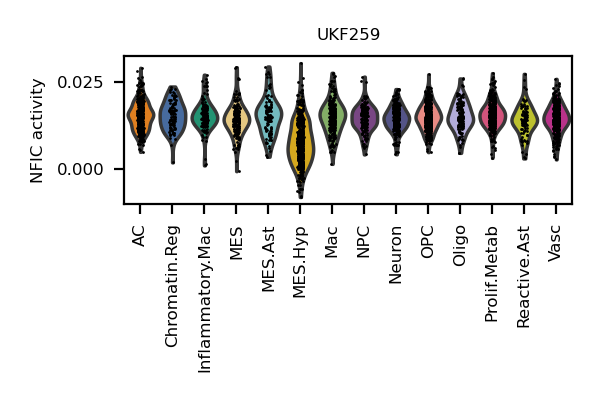 UKF259
NFIC activity
0.025
0.000
AC
Chromatin.Reg
Inflammatory.Mac
MES
MES.Ast
MES.Hyp
Mac
NPC
Neuron
OPC
Oligo
Prolif.Metab
Reactive.Ast
Vasc